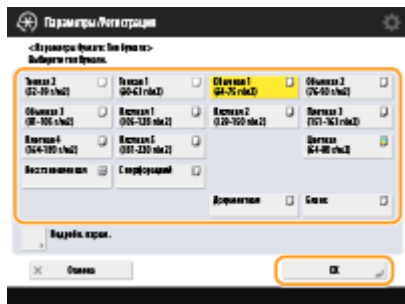 Параметры/Регистрация
<Параметры бумаги: Тип бумаги>
Выберите тип бумаги.
Тонкая 2
(52-59 г/м2)
Тонкая 1
(60-63 г/м2)
Обычная 1
(64-75 г/м2)
Обычная 2
(76-90 г/м2)
Обычная 3
(91-105 г/м2)
Плотная 1
(106-128 г/м2)
Плотная 2
(129-150 г/м2)
Плотная 3
(151-163 г/м2)
Плотная 4
(164-180 г/м2)
Плотная 5
(181-220 г/м2)
Цветная
(64-80 г/м2)
Восстановленная
С перфорацией
Документная
Бланк
Подробн. парам.
Отмена
OK